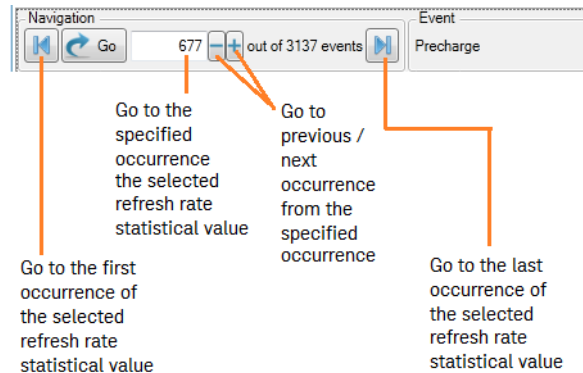 Navigation
Event
Go
677
out of 3137 events
Precharge
Go to the
specified
occurrence
the selected
refresh rate
statistical value
Go to
previous /
next
occurrence
from the
specified
occurrence
Go to the first
occurrence of
the selected
refresh rate
statistical value
Go to the last
occurrence of
the selected
refresh rate
statistical value